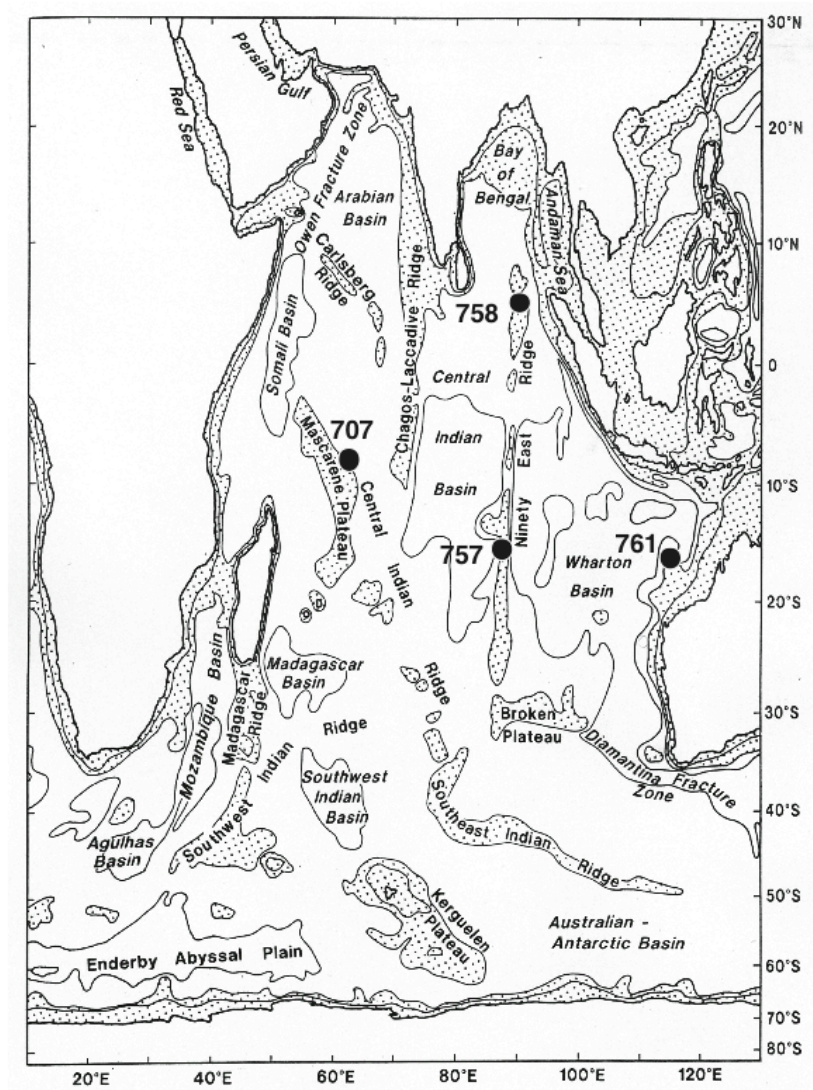 30°N
Persian Gulf
Red Sea
Owen Fracture Zone
20°N
Bay
of
Bengal
Arabian
Basin
Andaman Sea
10°N
Carlsberg
Ridge
Somali Basin
Chagos-Laccadive Ridge
758
0
Central
Indian
Basin
Ninety East Ridge
707
Mascarene
Plateau
10°S
757
761
Wharton
Basin
Central
Indian
Ridge
20°S
Mozambique Basin
Madagascar
Ridge
Madagascar
Basin
Broken
Plateau
30°S
Diamantina Fracture
Zone
Southwest Indian Ridge
Southwest
Indian
Basin
40°S
Southeast Indian Ridge
Agulhas
Basin
50°S
Kerguelen
Plateau
Australian -
Antarctic Basin
Enderby Abyssal Plain
60°S
70°S
80°S
20°E
40°E
60°E
80°E
100°E
120°E